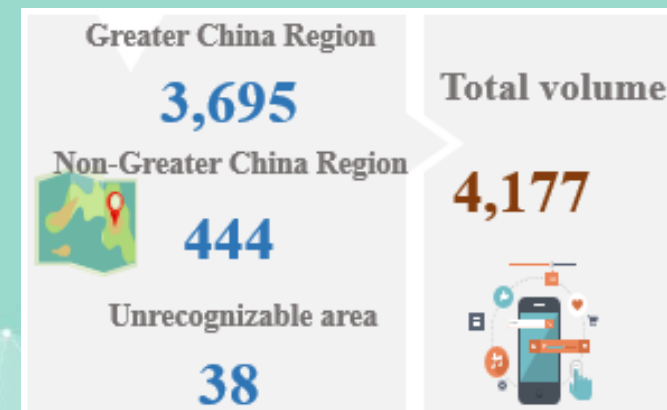 Greater China Region
3,695
Non-Greater China Region
444
Unrecognizable area
38
Total volume
4,177